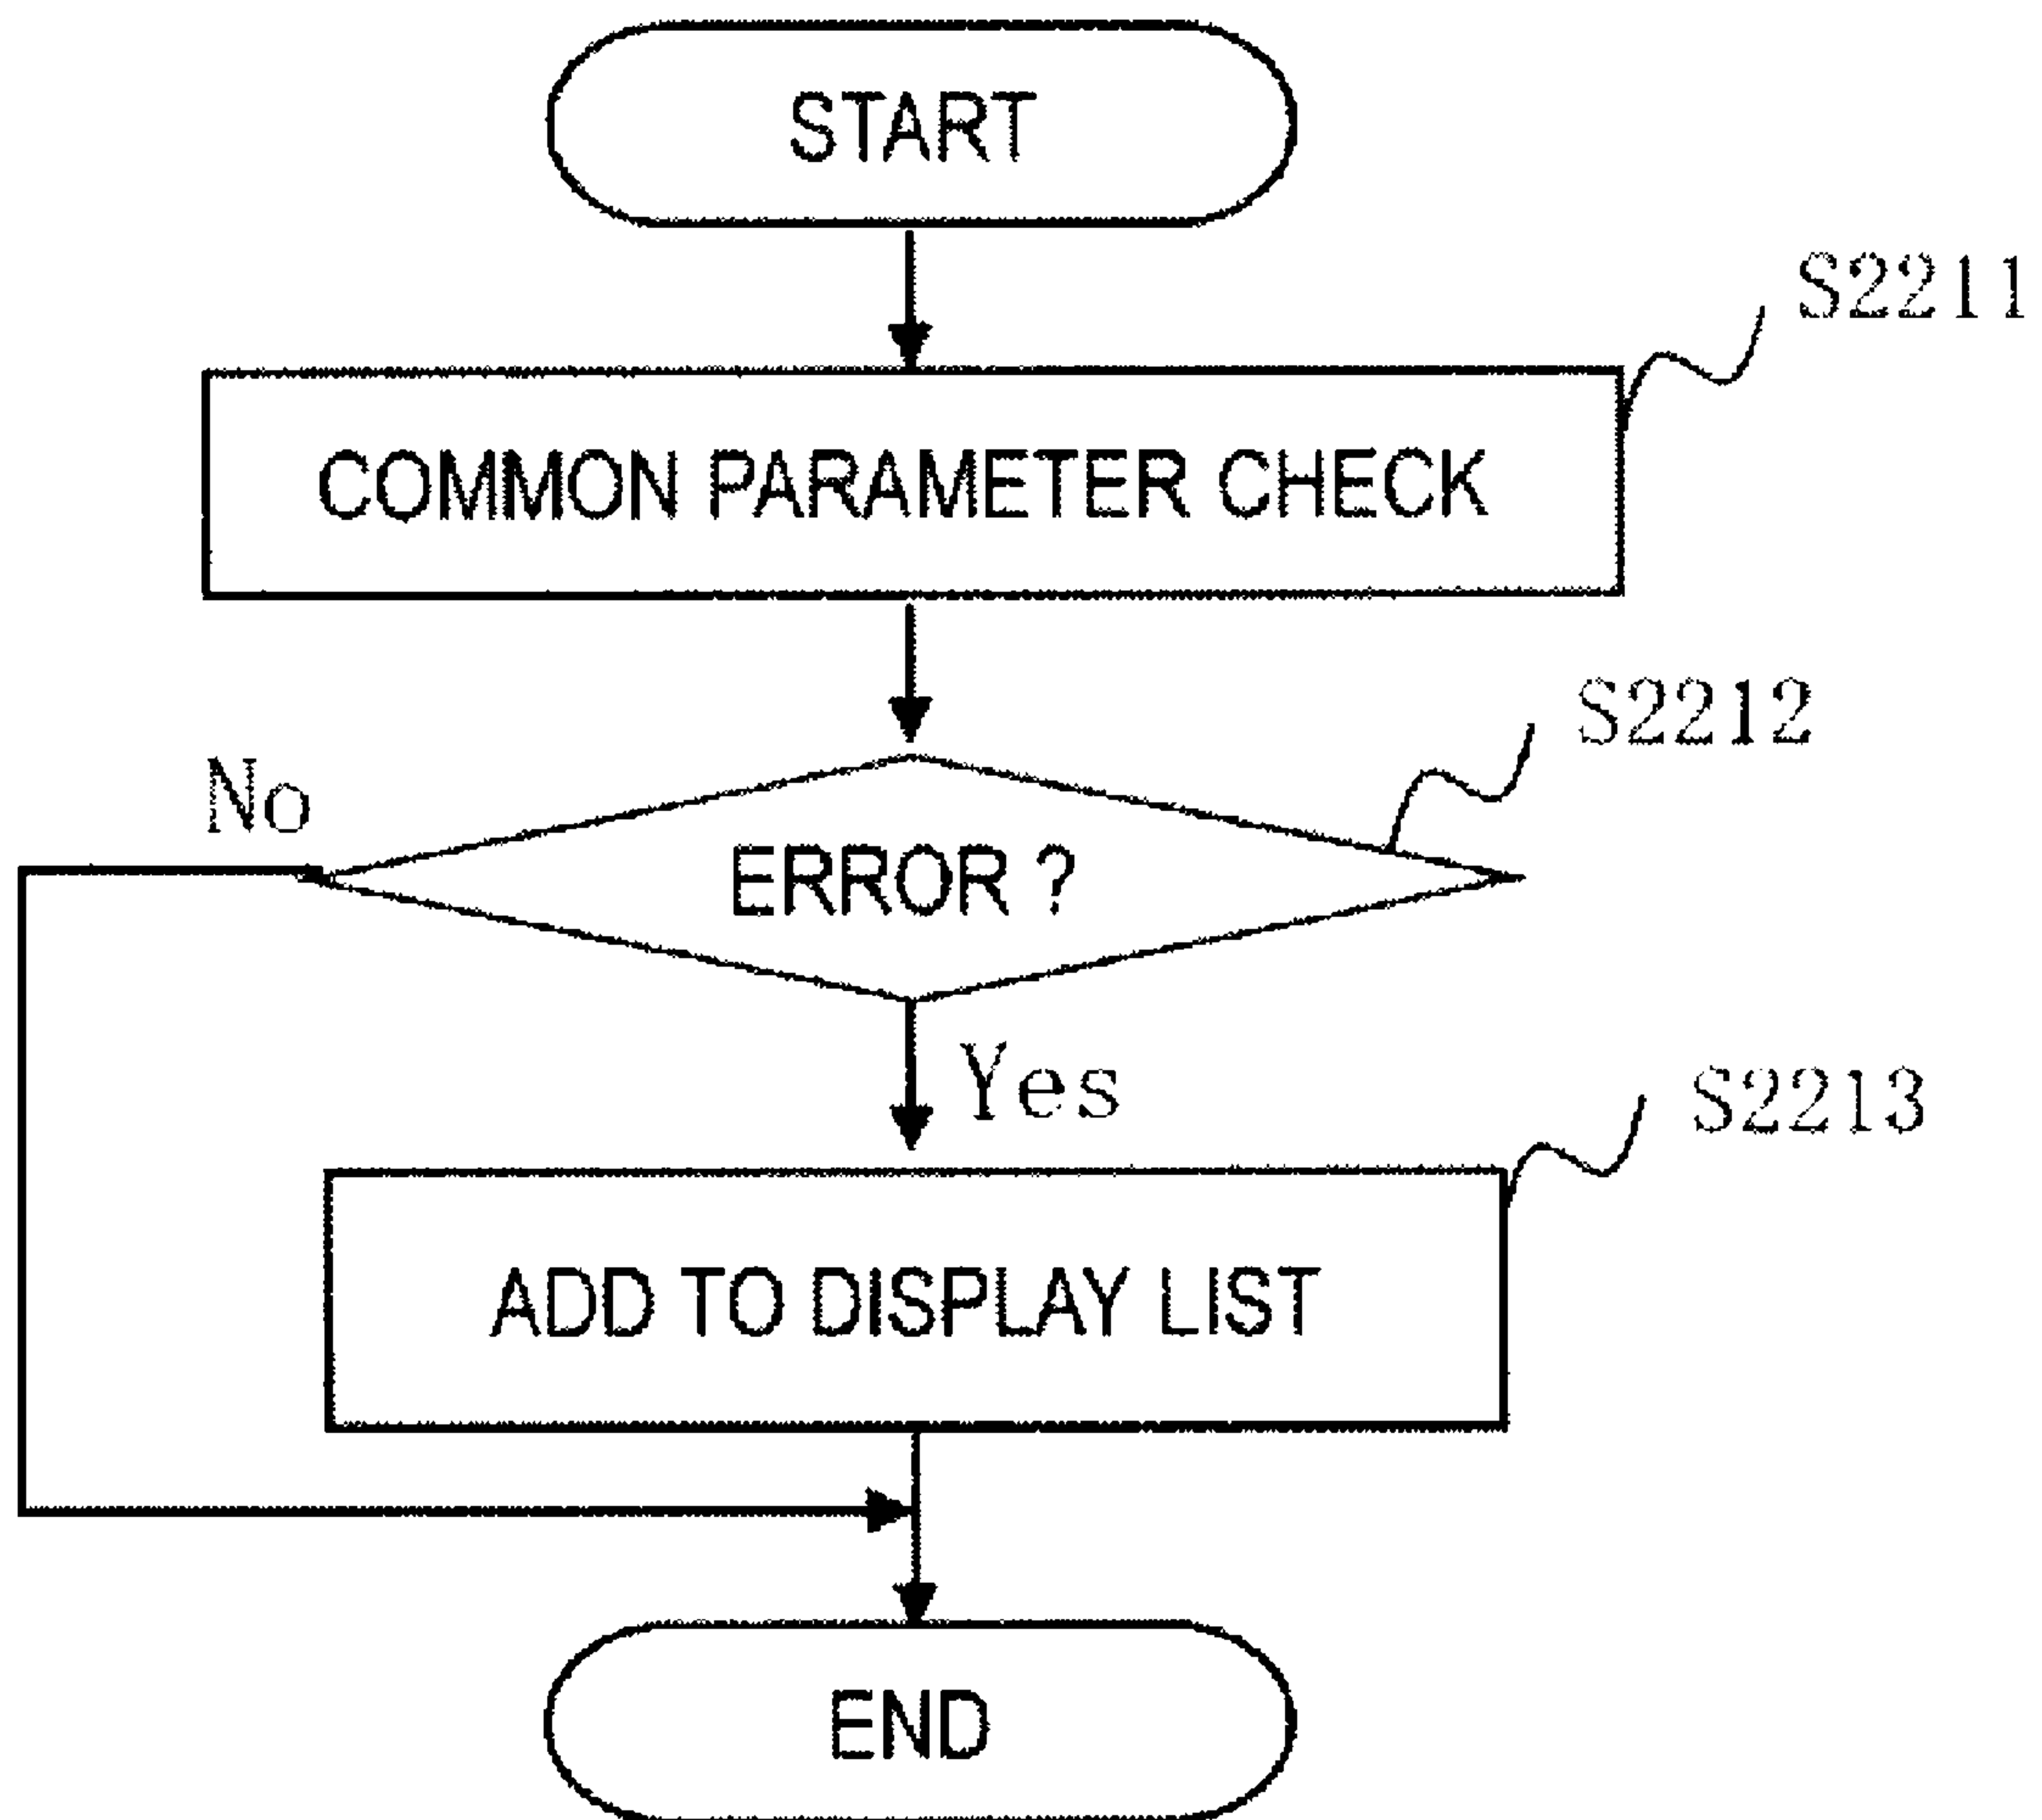 START
S2211
COMMON PARAMETER CHECK
S2212
No
ERROR ?
Yes
S2213
ADD TO DISPLAY LIST
END